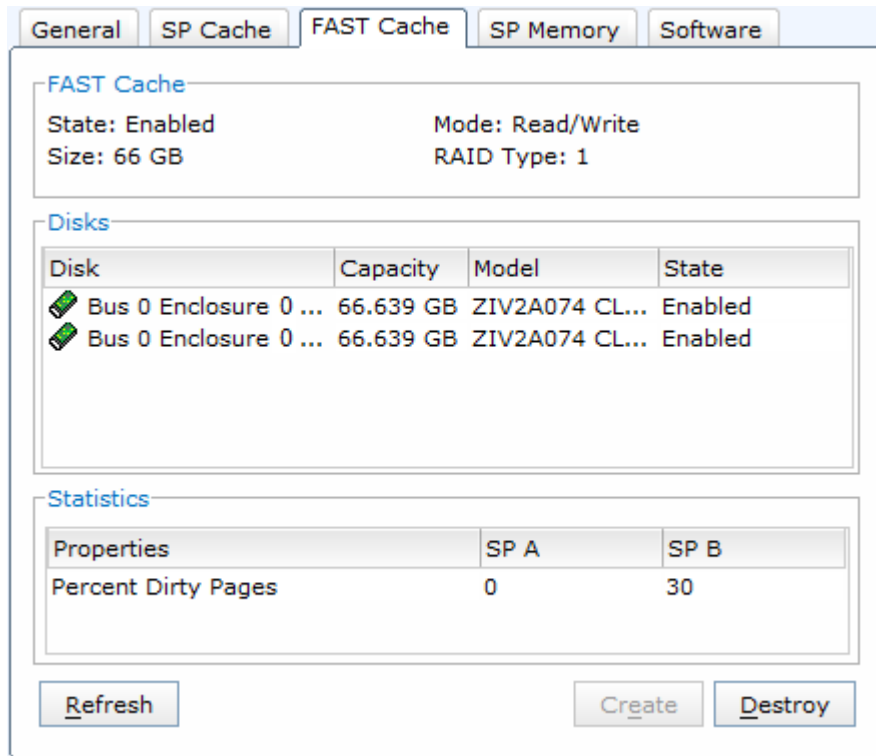 General SP Cache FAST Cache SP Memory Software
FAST Cache
State: Enabled Mode: Read/Write
Size: 66 GB RAID Type: 1
Disks
Disk Capacity Model State
Bus 0 Enclosure 0 ... 66.639 GB ZIV2A074 CL... Enabled
Bus 0 Enclosure 0 ... 66.639 GB ZIV2A074 CL... Enabled
Statistics
Properties SP A SP B
Percent Dirty Pages 0 30
Refresh Create Destroy